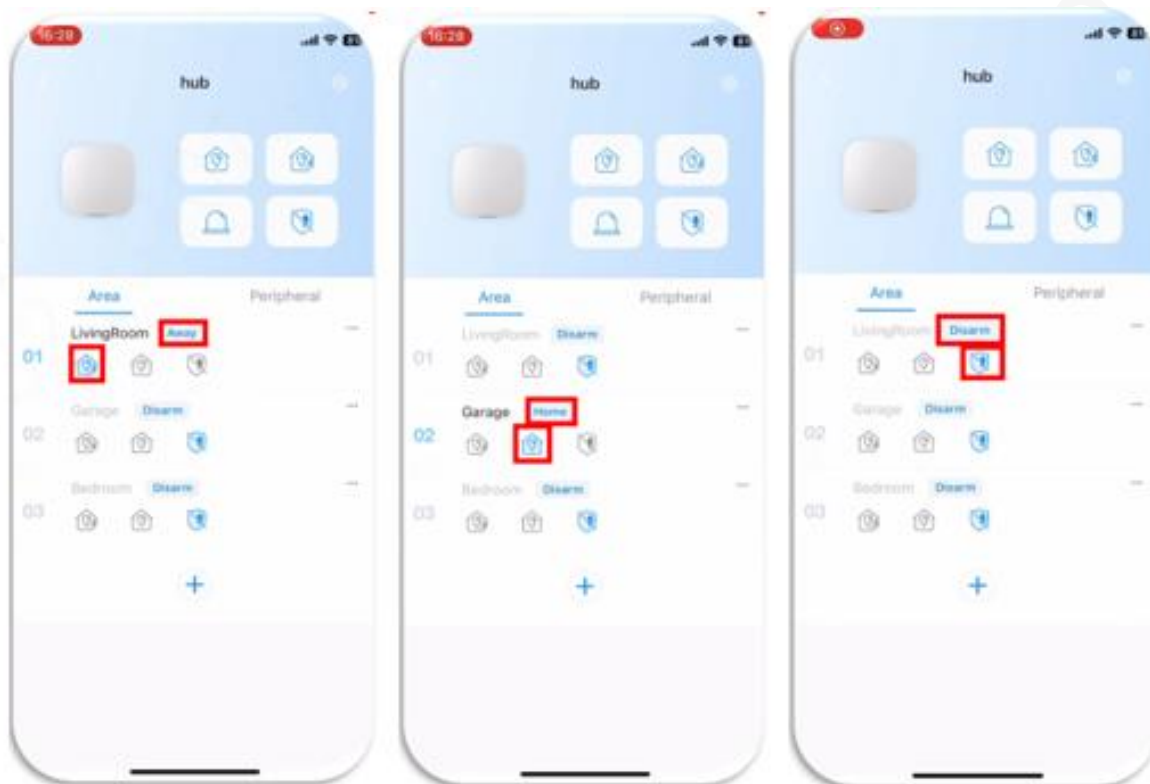 16:28
hub
Area Peripheral
LivingRoom Away
01
Garage Disarm
02
Bedroom Disarm
03
+
16:28
hub
Area Peripheral
LivingRoom Disarm
01
Garage Home
02
Bedroom Disarm
03
+
hub
Area Peripheral
LivingRoom Disarm
01
Garage Disarm
02
Bedroom Disarm
03
+